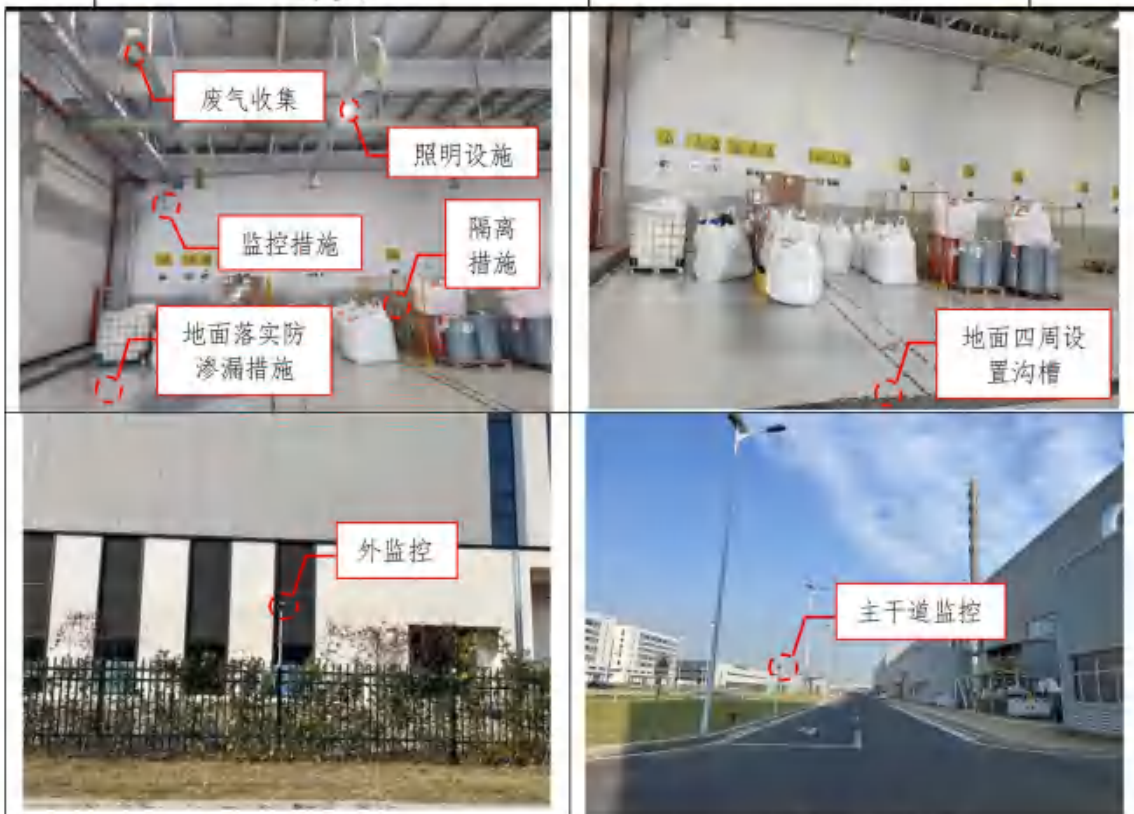 废气收集
照明设施
监控措施
隔离
措施
地面落实防
渗漏措施
地面四周设
置沟槽
外监控
主干道监控